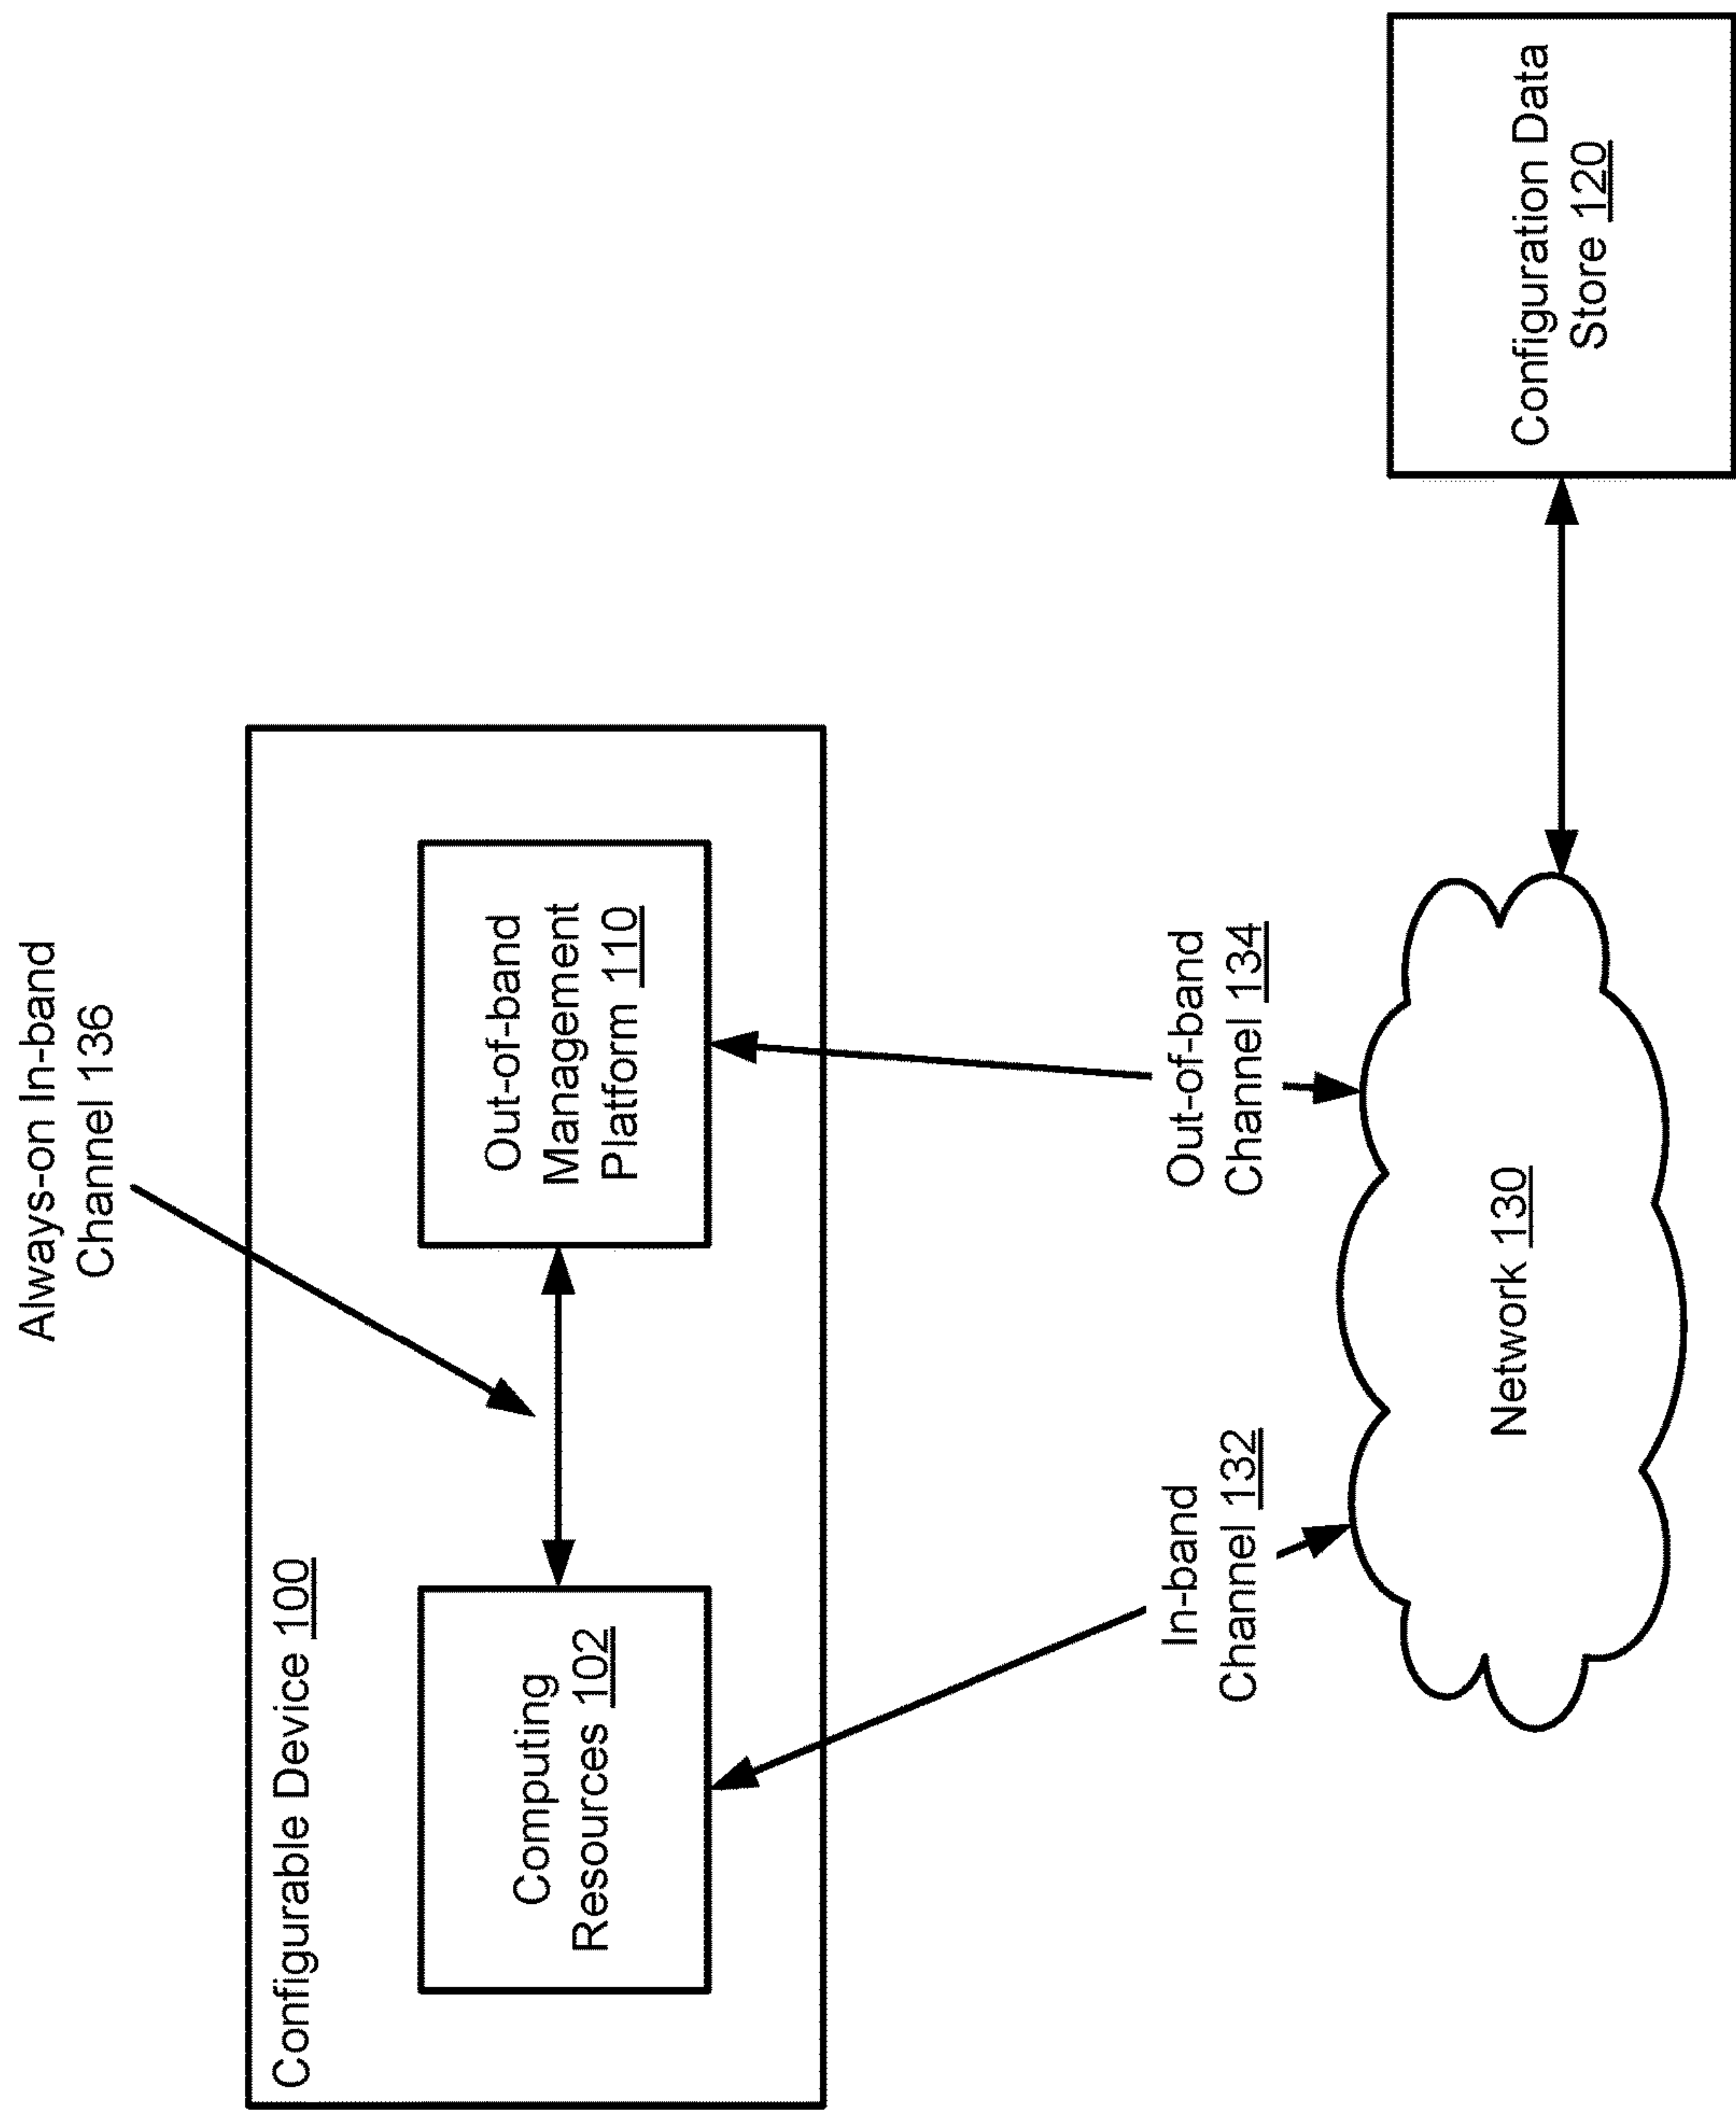 Always-on In-band
Channel 136
Configurable Device 100
Computing
Resources 102
Out-of-band
Management
Platform 110
In-band
Channel 132
Out-of-band
Channel 134
Network 130
Configuration Data
Store 120